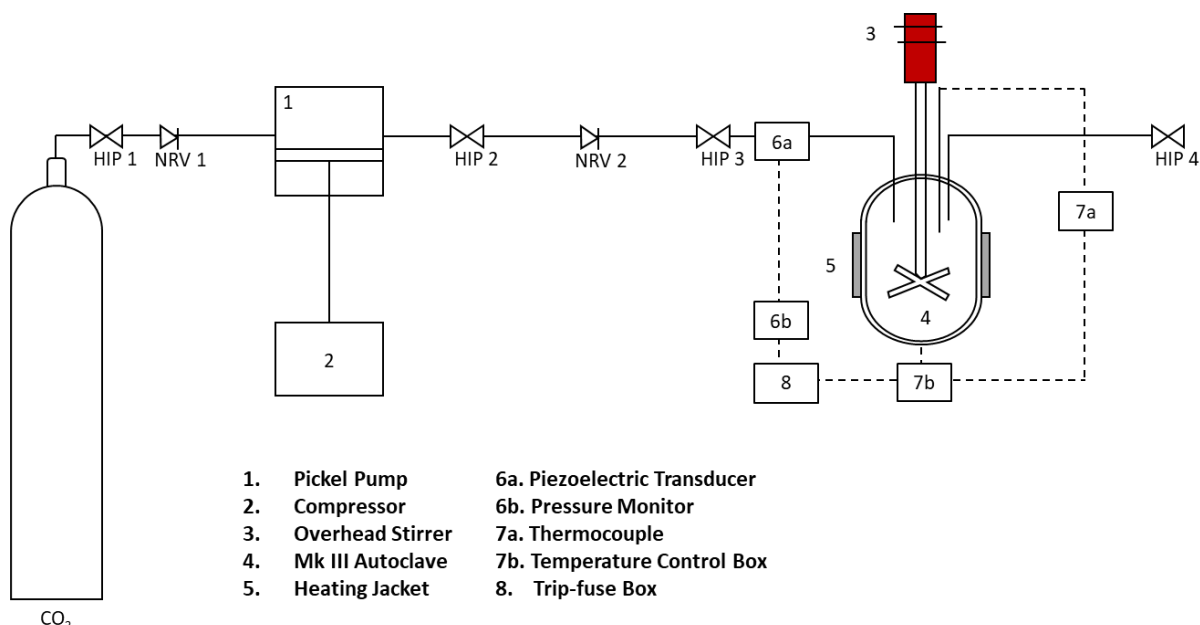 3
1
HIP 1
NRV 1
HIP 2
NRV 2
HIP 3
6a
HIP 4
7a
5
4
6b
2
8
7b
1. Pickel Pump
2. Compressor
3. Overhead Stirrer
4. Mk III Autoclave
5. Heating Jacket
6a. Piezoelectric Transducer
6b. Pressure Monitor
7a. Thermocouple
7b. Temperature Control Box
8. Trip-fuse Box
CO₂